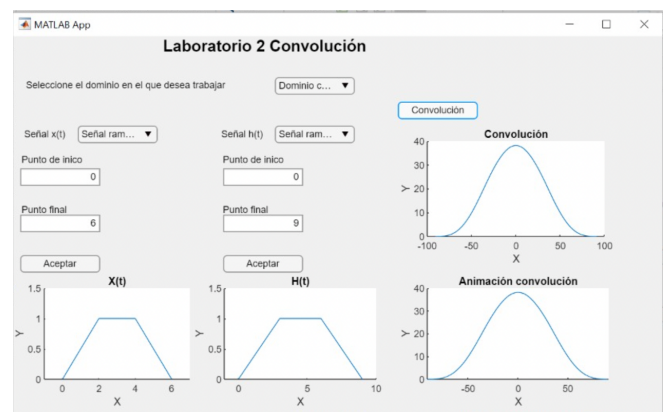 MATLAB App
Laboratorio 2 Convolución
Seleccione el dominio en el que desea trabajar
Dominio c... ▼
Convolución
Señal x(t)
Señal ram... ▼
Señal h(t)
Señal ram... ▼
Punto de inico
0
Punto final
6
Aceptar
Punto de inico
0
Punto final
9
Aceptar
Convolución
40
30
20
10
0
Y
-100 -50 0 50 100
X
X(t)
1.5
1
0.5
0
Y
0 2 4 6
X
H(t)
1.5
1
0.5
0
Y
0 5 10
X
Animación convolución
40
30
20
10
0
Y
-50 0 50
X